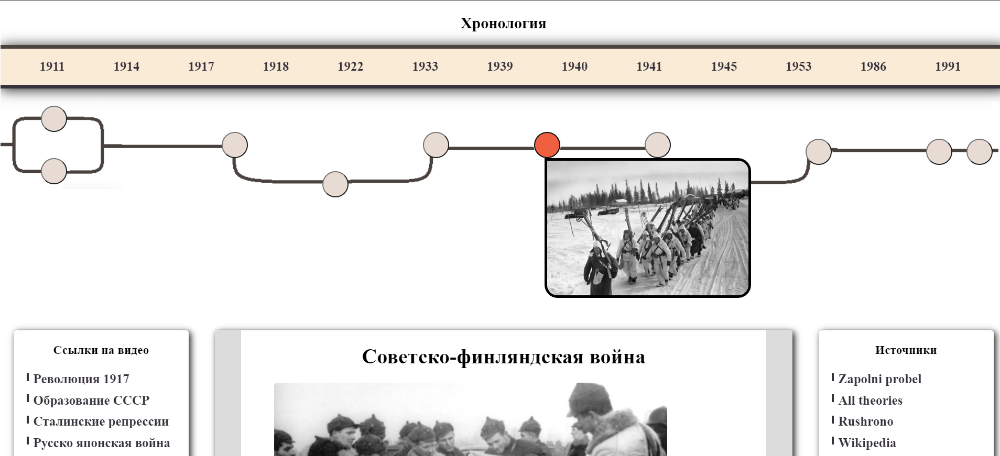 Хронология
1911 1914 1917 1918 1922 1933 1939 1940 1941 1945 1953 1986 1991
Ссылки на видео
Революция 1917
Образование СССР
Сталинские репрессии
Русско японская война
Советско-финляндская война
Источники
Zapolni probel
All theories
Rushrono
Wikipedia